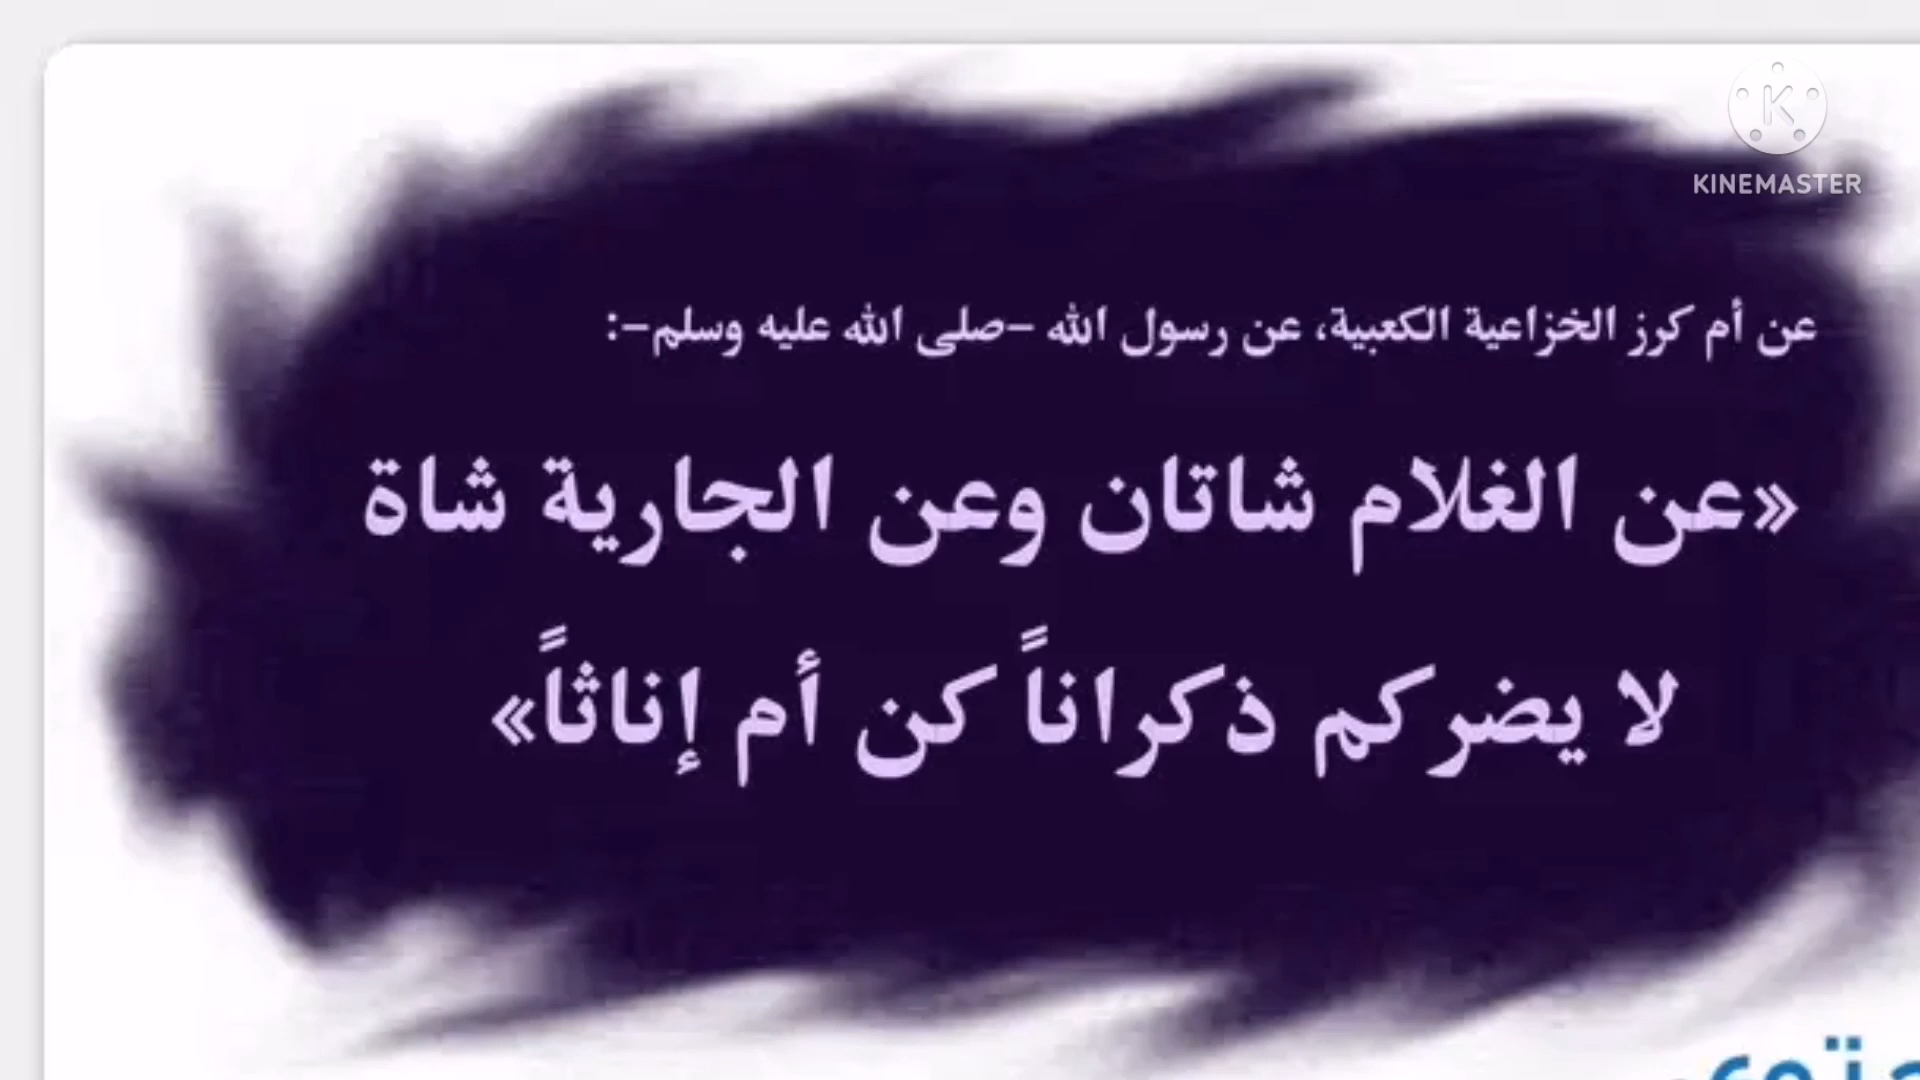 KINEMASTER
عن أم كرز الخزاعية الكعبية، عن رسول الله -صلى الله عليه وسلم-:
«عن الغلام شاتان وعن الجارية شاة
لا يضركم ذكراناً كن أم إناثاً»